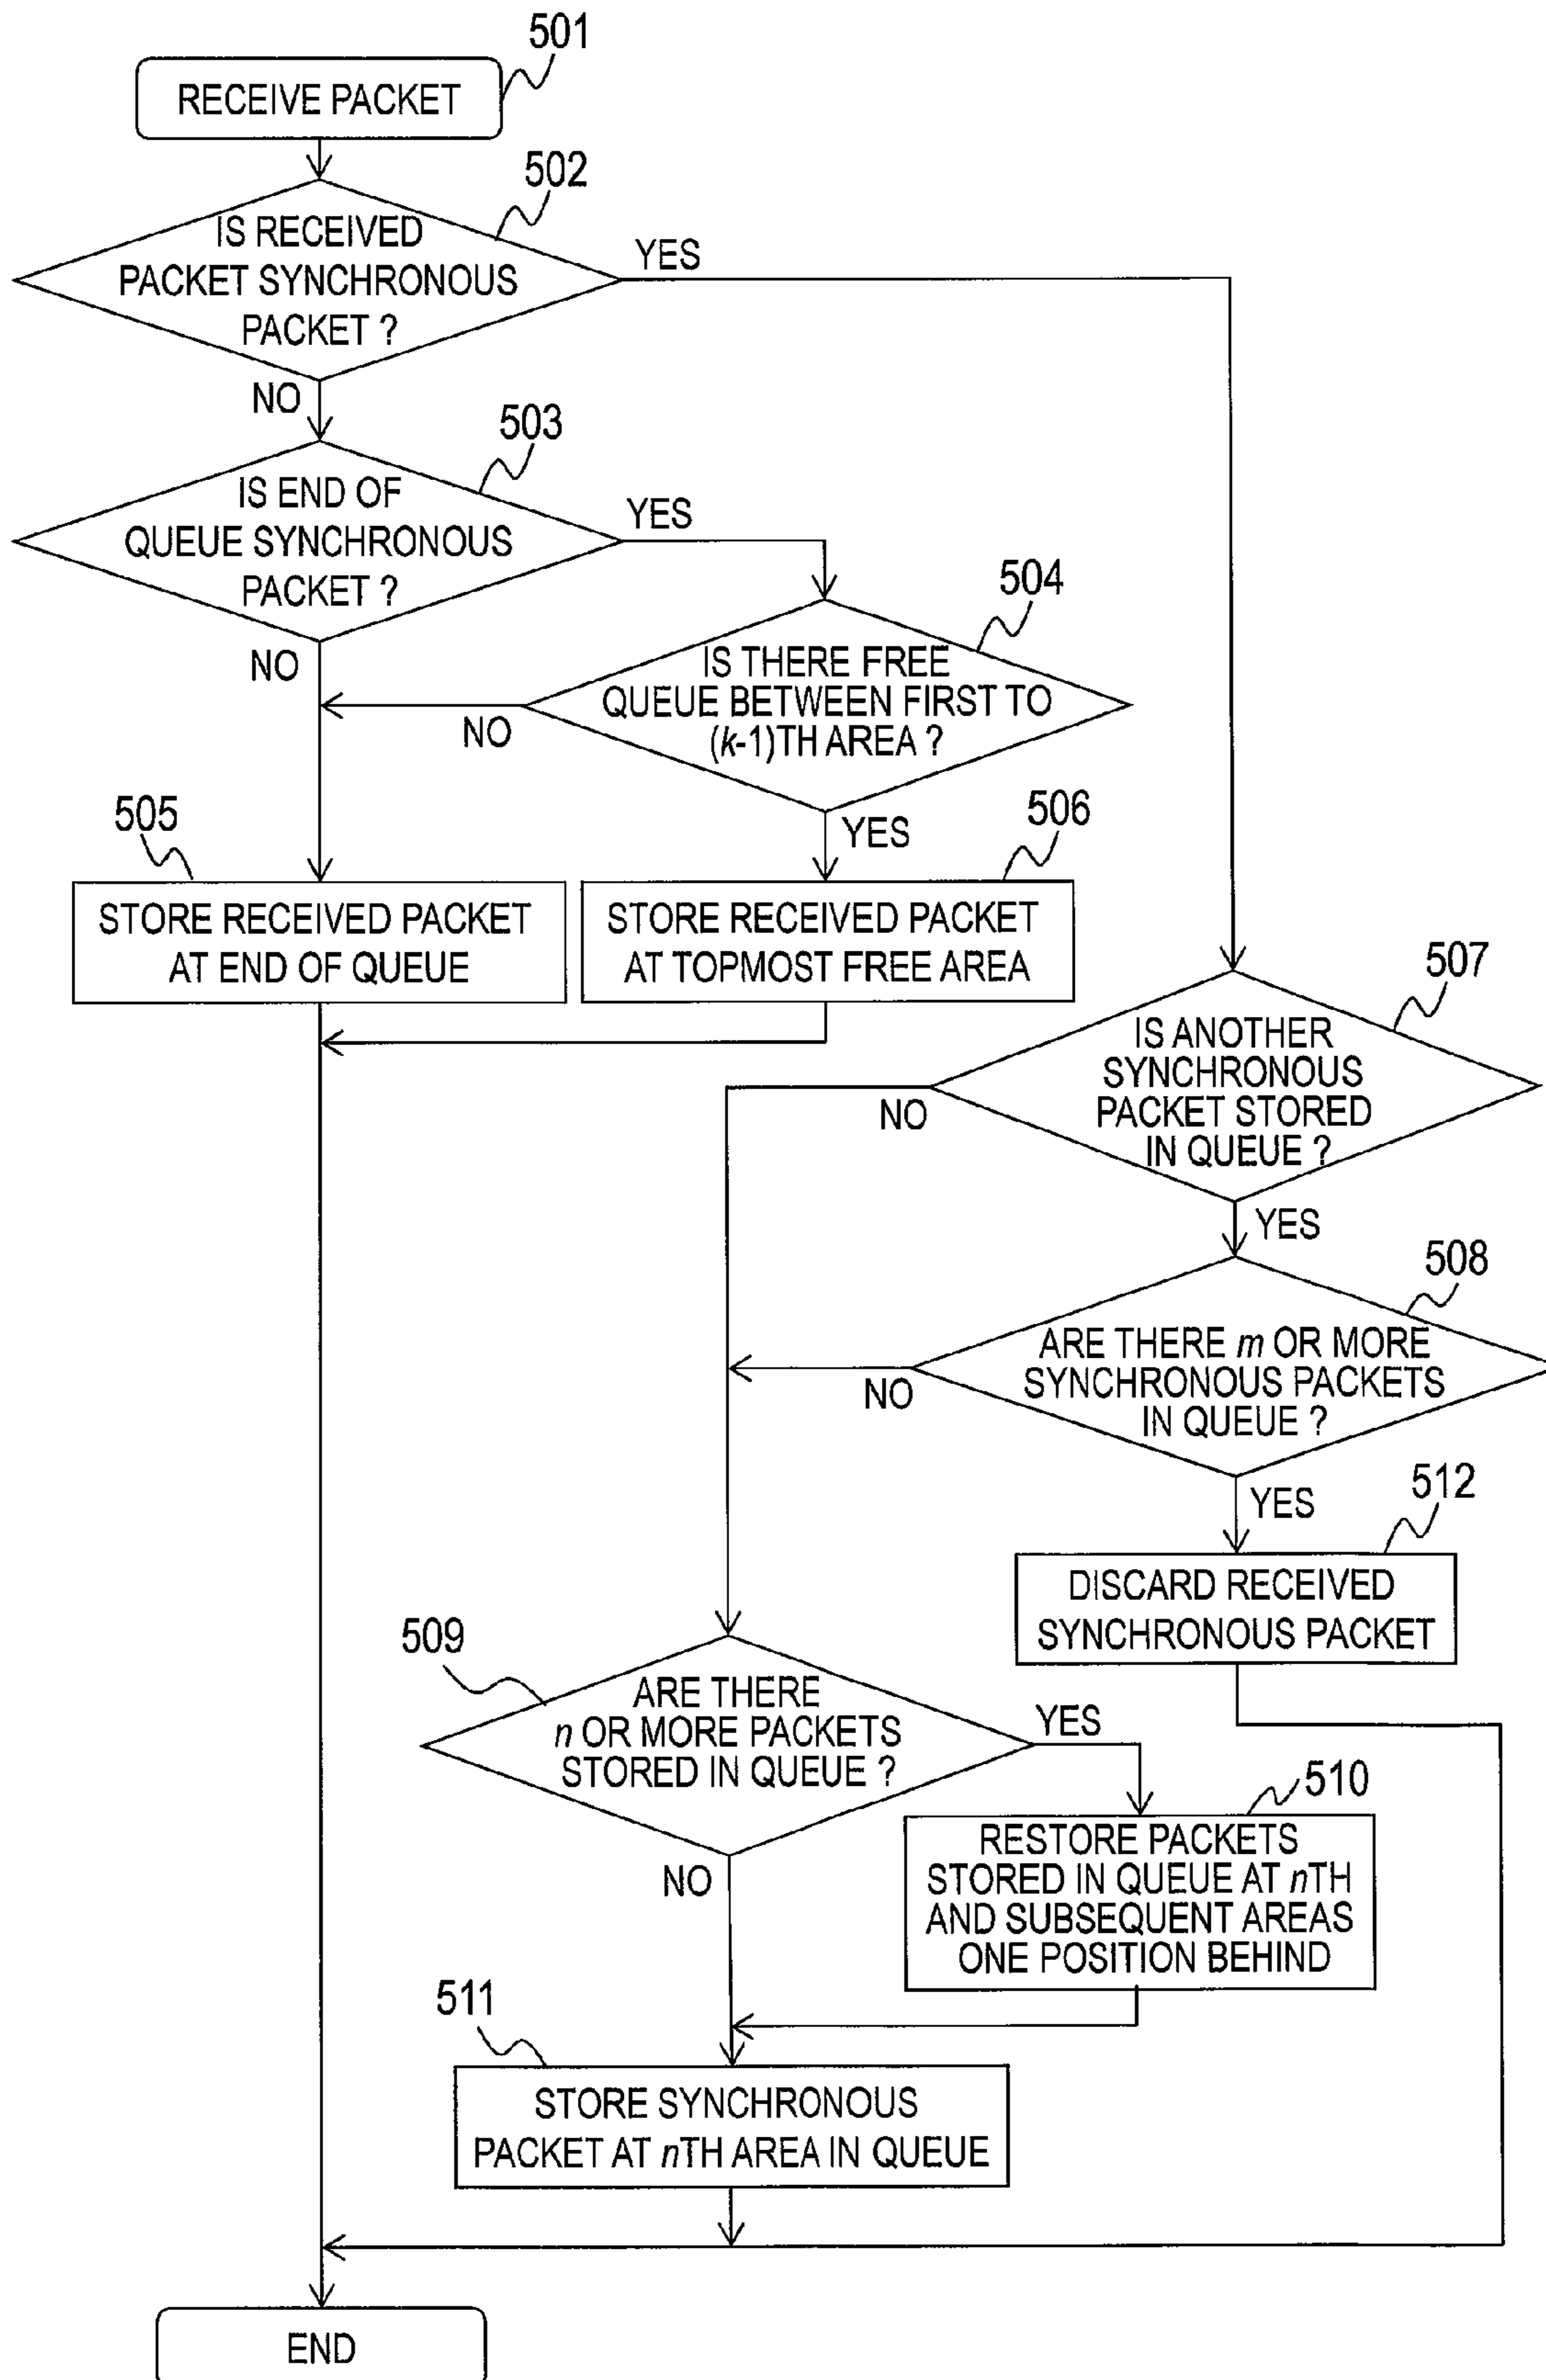 501
RECEIVE PACKET
502
IS RECEIVED
PACKET SYNCHRONOUS
PACKET ?
YES
NO
503
IS END OF
QUEUE SYNCHRONOUS
PACKET ?
YES
NO
504
IS THERE FREE
QUEUE BETWEEN FIRST TO
(k-1)TH AREA ?
NO
YES
505
STORE RECEIVED PACKET
AT END OF QUEUE
506
STORE RECEIVED PACKET
AT TOPMOST FREE AREA
507
IS ANOTHER
SYNCHRONOUS
PACKET STORED
IN QUEUE ?
NO
YES
508
ARE THERE m OR MORE
SYNCHRONOUS PACKETS
IN QUEUE ?
NO
YES
512
DISCARD RECEIVED
SYNCHRONOUS PACKET
509
ARE THERE
n OR MORE PACKETS
STORED IN QUEUE ?
YES
NO
510
RESTORE PACKETS
STORED IN QUEUE AT nTH
AND SUBSEQUENT AREAS
ONE POSITION BEHIND
511
STORE SYNCHRONOUS
PACKET AT nTH AREA IN QUEUE
END